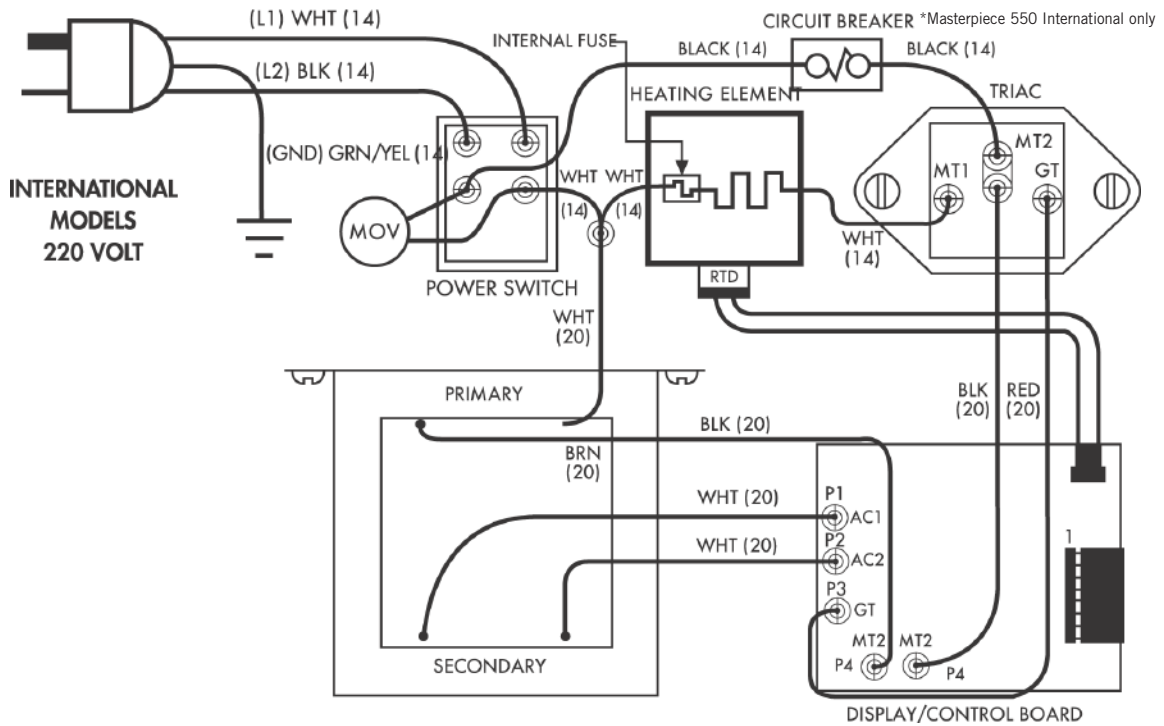 (L1) WHT (14)
CIRCUIT BREAKER *Masterpiece 550 International only
INTERNAL FUSE
BLACK (14)
BLACK (14)
(L2) BLK (14)
HEATING ELEMENT
TRIAC
(GND) GRN/YEL (14)
MT2
MT1
GT
WHT
(14)
WHT
(14)
INTERNATIONAL
MODELS
220 VOLT
MOV
WHT
(14)
RTD
POWER SWITCH
WHT
(20)
PRIMARY
BLK
(20)
RED
(20)
BLK (20)
BRN
(20)
WHT (20)
P1
AC1
WHT (20)
P2
AC2
1
P3
GT
MT2
MT2
P4
P4
SECONDARY
DISPLAY/CONTROL BOARD